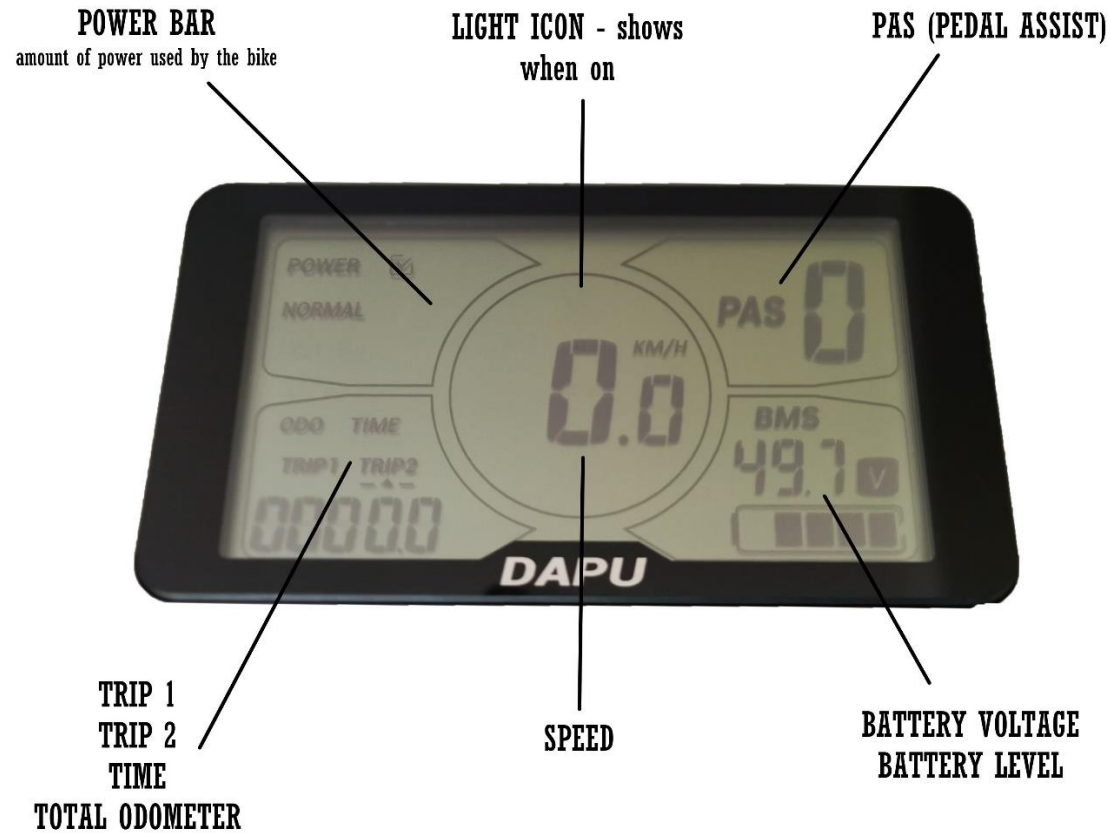 POWER BAR
amount of power used by the bike
LIGHT ICON - shows
when on
PAS (PEDAL ASSIST)
POWER
NORMAL
PAS 0
KM/H
0.0
ODO TIME
TRIP1 TRIP2
0000.0
BMS
49.7 V
DAPU
TRIP 1
TRIP 2
TIME
TOTAL ODOMETER
SPEED
BATTERY VOLTAGE
BATTERY LEVEL